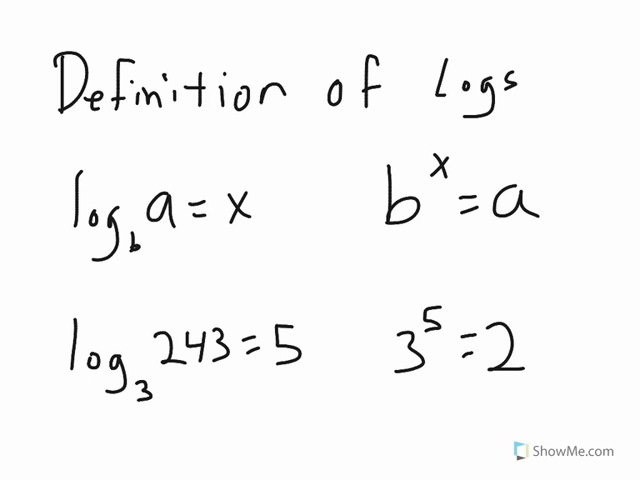 Definition of Logs
log_b a = x    b^x = a
log_3 243 = 5    3^5 = 2
ShowMe.com